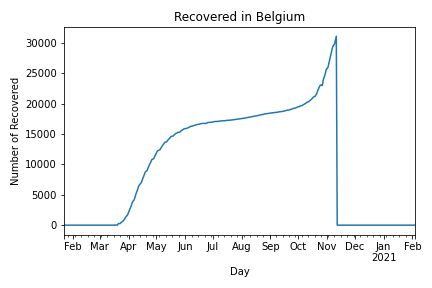 Recovered in Belgium
Number of Recovered
30000
25000
20000
15000
10000
5000
0
Feb Mar Apr May Jun Jul Aug Sep Oct Nov Dec Jan Feb
2021
Day